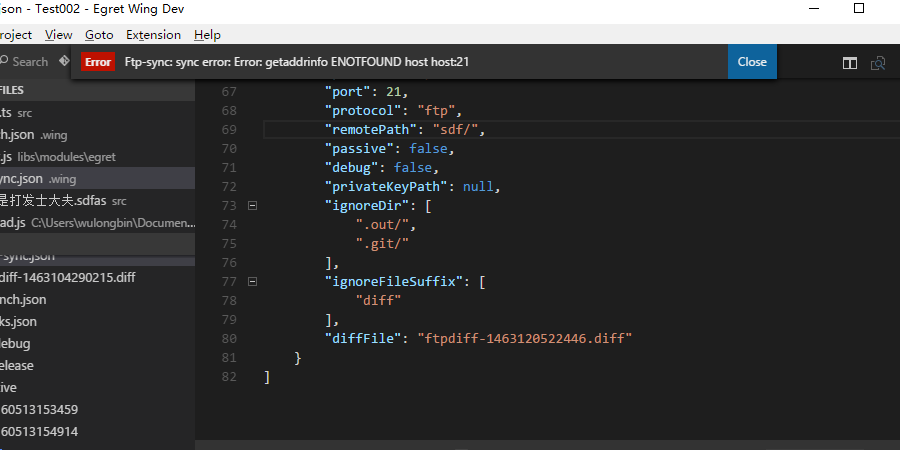 json - Test002 - Egret Wing Dev
roject View Goto Extension Help
Search
Error Ftp-sync: sync error: Error: getaddrinfo ENOTFOUND host host:21 Close
FILES
.ts src
ch.json .wing
.js libs\modules\egret
ync.json .wing
是打发士大夫.sdfas src
ad.js C:\Users\wulongbin\Documen...
-sync.json
diff-1463104290215.diff
nch.json
ks.json
debug
release
tive
60513153459
60513154914
67 "port": 21,
68 "protocol": "ftp",
69 "remotePath": "sdf/",
70 "passive": false,
71 "debug": false,
72 "privateKeyPath": null,
73 "ignoreDir": [
74 ".out/",
75 ".git/"
76 ],
77 "ignoreFileSuffix": [
78 "diff"
79 ],
80 "diffFile": "ftpdiff-1463120522446.diff"
81 }
82 ]